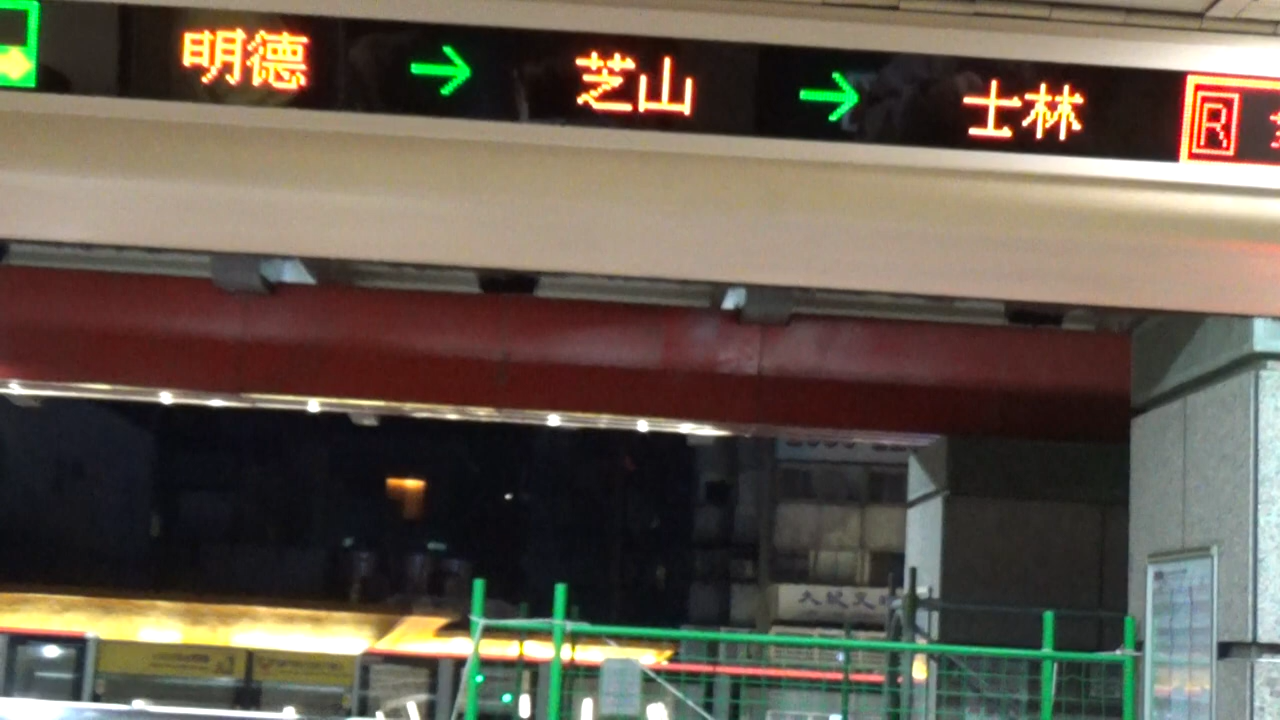 明德 → 芝山 → 士林 R